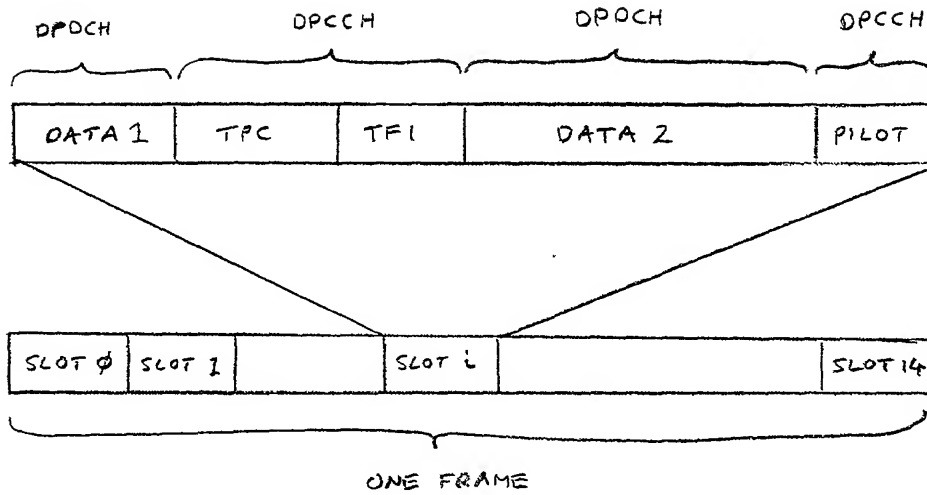 DPDCH DPCCH DPDCH DPCCH
DATA 1 TPC TFI DATA 2 PILOT
SLOT 0 SLOT 1 SLOT i SLOT 14
ONE FRAME